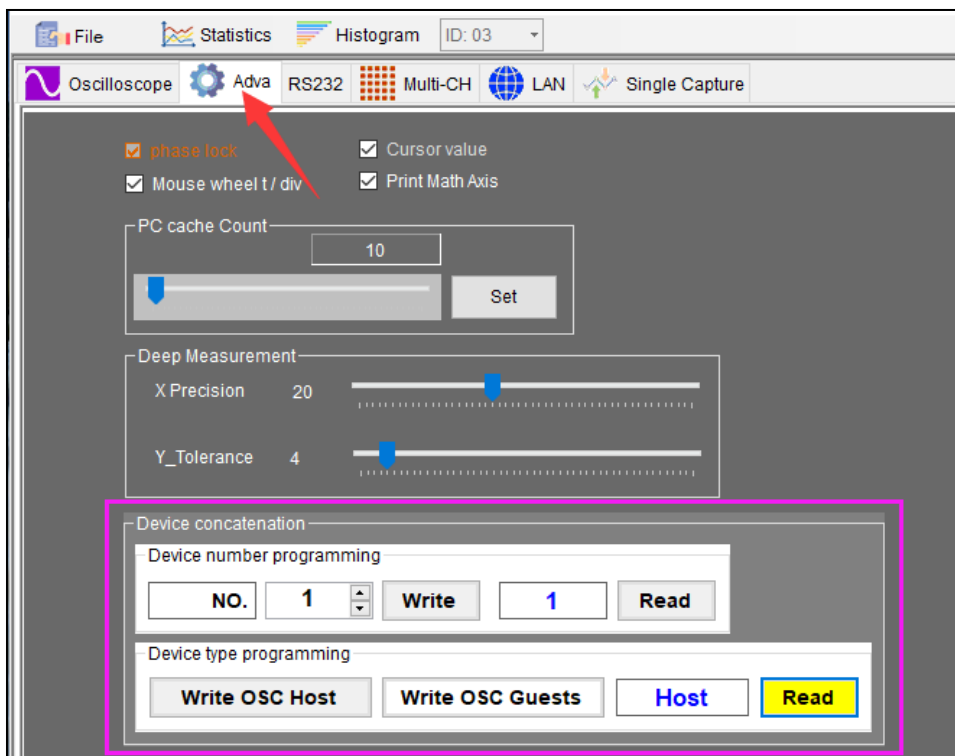 File Statistics Histogram ID: 03
Oscilloscope Adva RS232 Multi-CH LAN Single Capture
phase lock Cursor value
Mouse wheel t / div Print Math Axis
PC cache Count
10
Set
Deep Measurement
X Precision 20
Y_Tolerance 4
Device concatenation
Device number programming
NO. 1 Write 1 Read
Device type programming
Write OSC Host Write OSC Guests Host Read